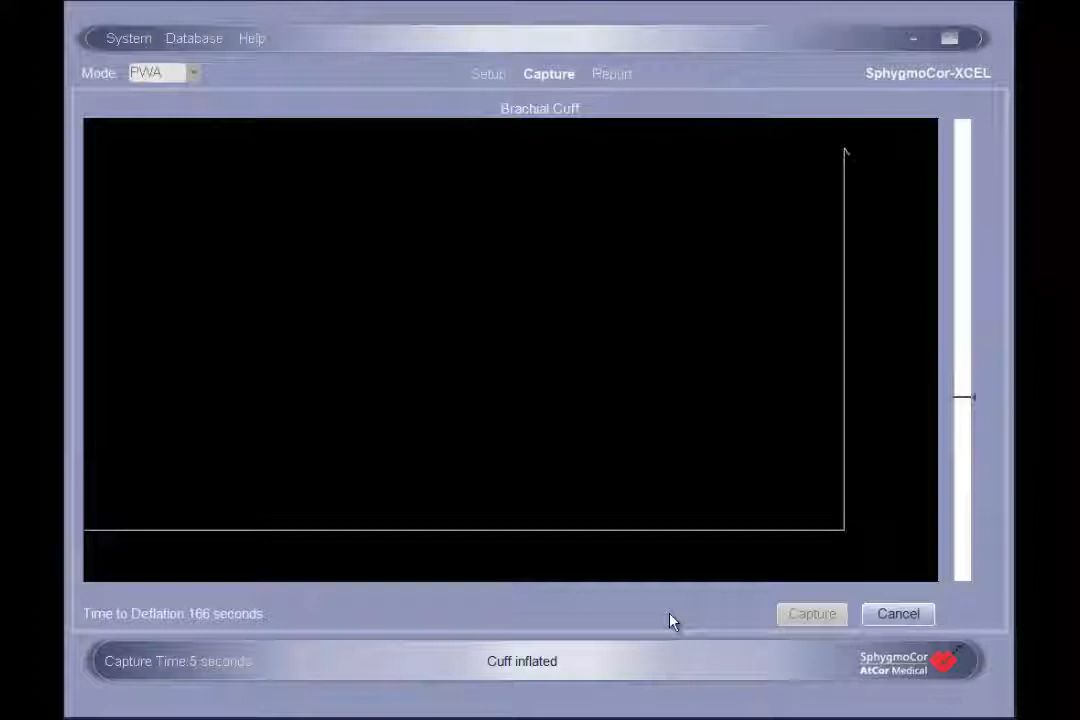 System Database Help
Mode: PWA Setup Capture Report SphygmoCor-XCEL
Brachial Cuff
Time to Deflation 166 seconds
Capture Cancel
Capture Time:5 seconds Cuff inflated SphygmoCor
AtCor Medical